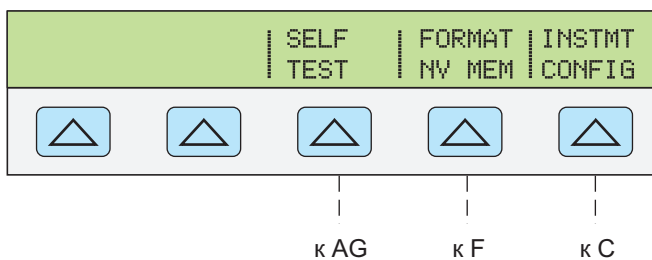 SELF FORMAT INSTMT
TEST NV MEM CONFIG
к AG к F к C